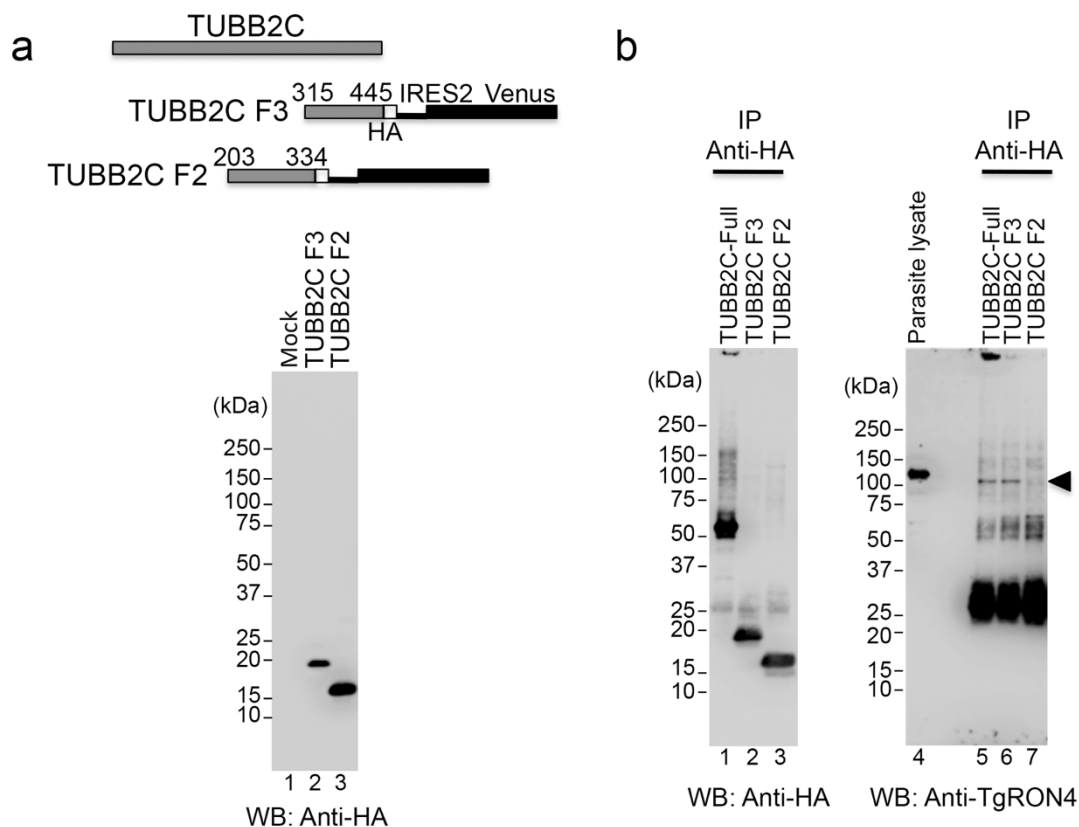 a
TUBB2C
315 445 IRES2 Venus
TUBB2C F3
HA
203 334
TUBB2C F2
Mock
TUBB2C F3
TUBB2C F2
(kDa)
250
150
100
75
50
37
25
20
15
10
1 2 3
WB: Anti-HA
b
IP
Anti-HA
TUBB2C-Full
TUBB2C F3
TUBB2C F2
(kDa)
250
150
100
75
50
37
25
20
15
10
1 2 3
WB: Anti-HA
IP
Anti-HA
Parasite lysate
TUBB2C-Full
TUBB2C F3
TUBB2C F2
(kDa)
250
150
100
75
50
37
25
20
15
10
4 5 6 7
WB: Anti-TgRON4